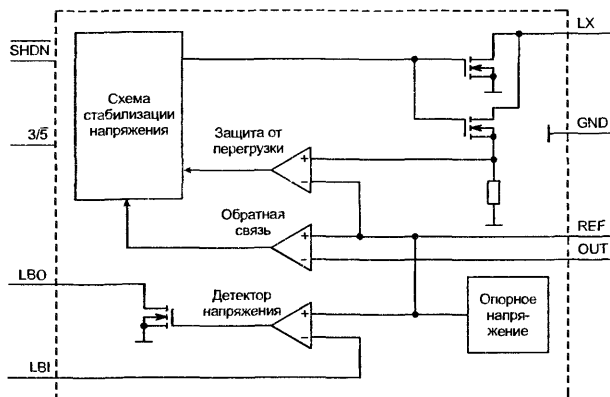 LX
SHDN
Схема
стабилизации
напряжения
3/5
GND
Защита от
перегрузки
+
−
Обратная
связь
+
−
REF
OUT
LBO
Детектор
напряжения
+
−
Опорное
напря-
жение
LBI